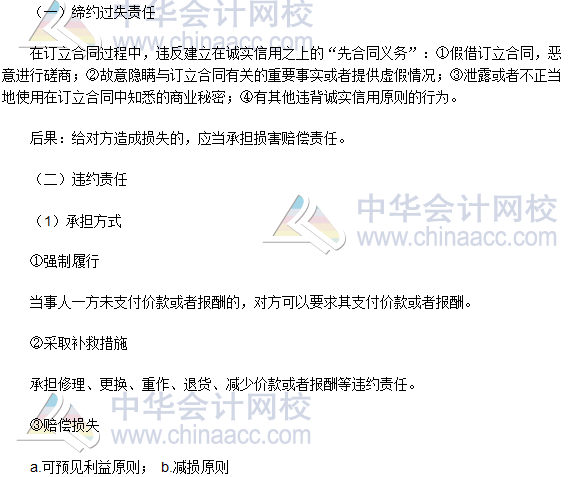 （一）缔约过失责任
在订立合同过程中，违反建立在诚实信用之上的“先合同义务”：①假借订立合同，恶
意进行磋商；②故意隐瞒与订立合同有关的重要事实或者提供虚假情况；③泄露或者不正当
地使用在订立合同中知悉的商业秘密；④有其他违背诚实信用原则的行为。
后果：给对方造成损失的，应当承担损害赔偿责任。
（二）违约责任
（1）承担方式
中华会计网校
www.chinaacc.com
①强制履行
当事人一方未支付价款或者报酬的，对方可以要求其支付价款或者报酬。
②采取补救措施
承担修理、更换、重作、退货、减少价款或者报酬等违约责任。
中华会计网校
③赔偿损失
www.chinaacc.com
a.可预见利益原则； b.减损原则